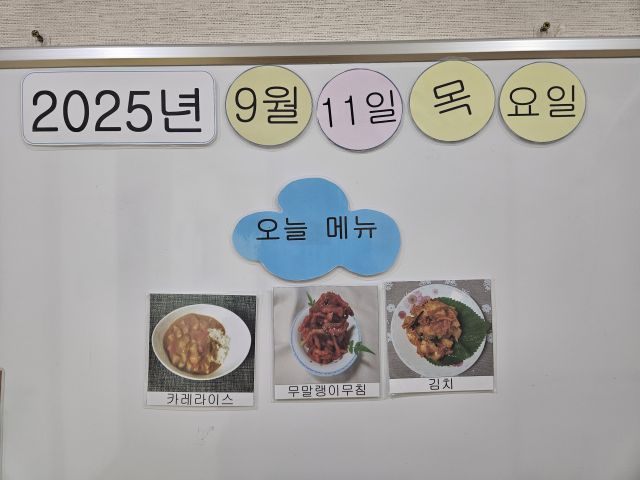 2025년 9월 11일 목 요일
오늘 메뉴
카레라이스 무말랭이무침 김치